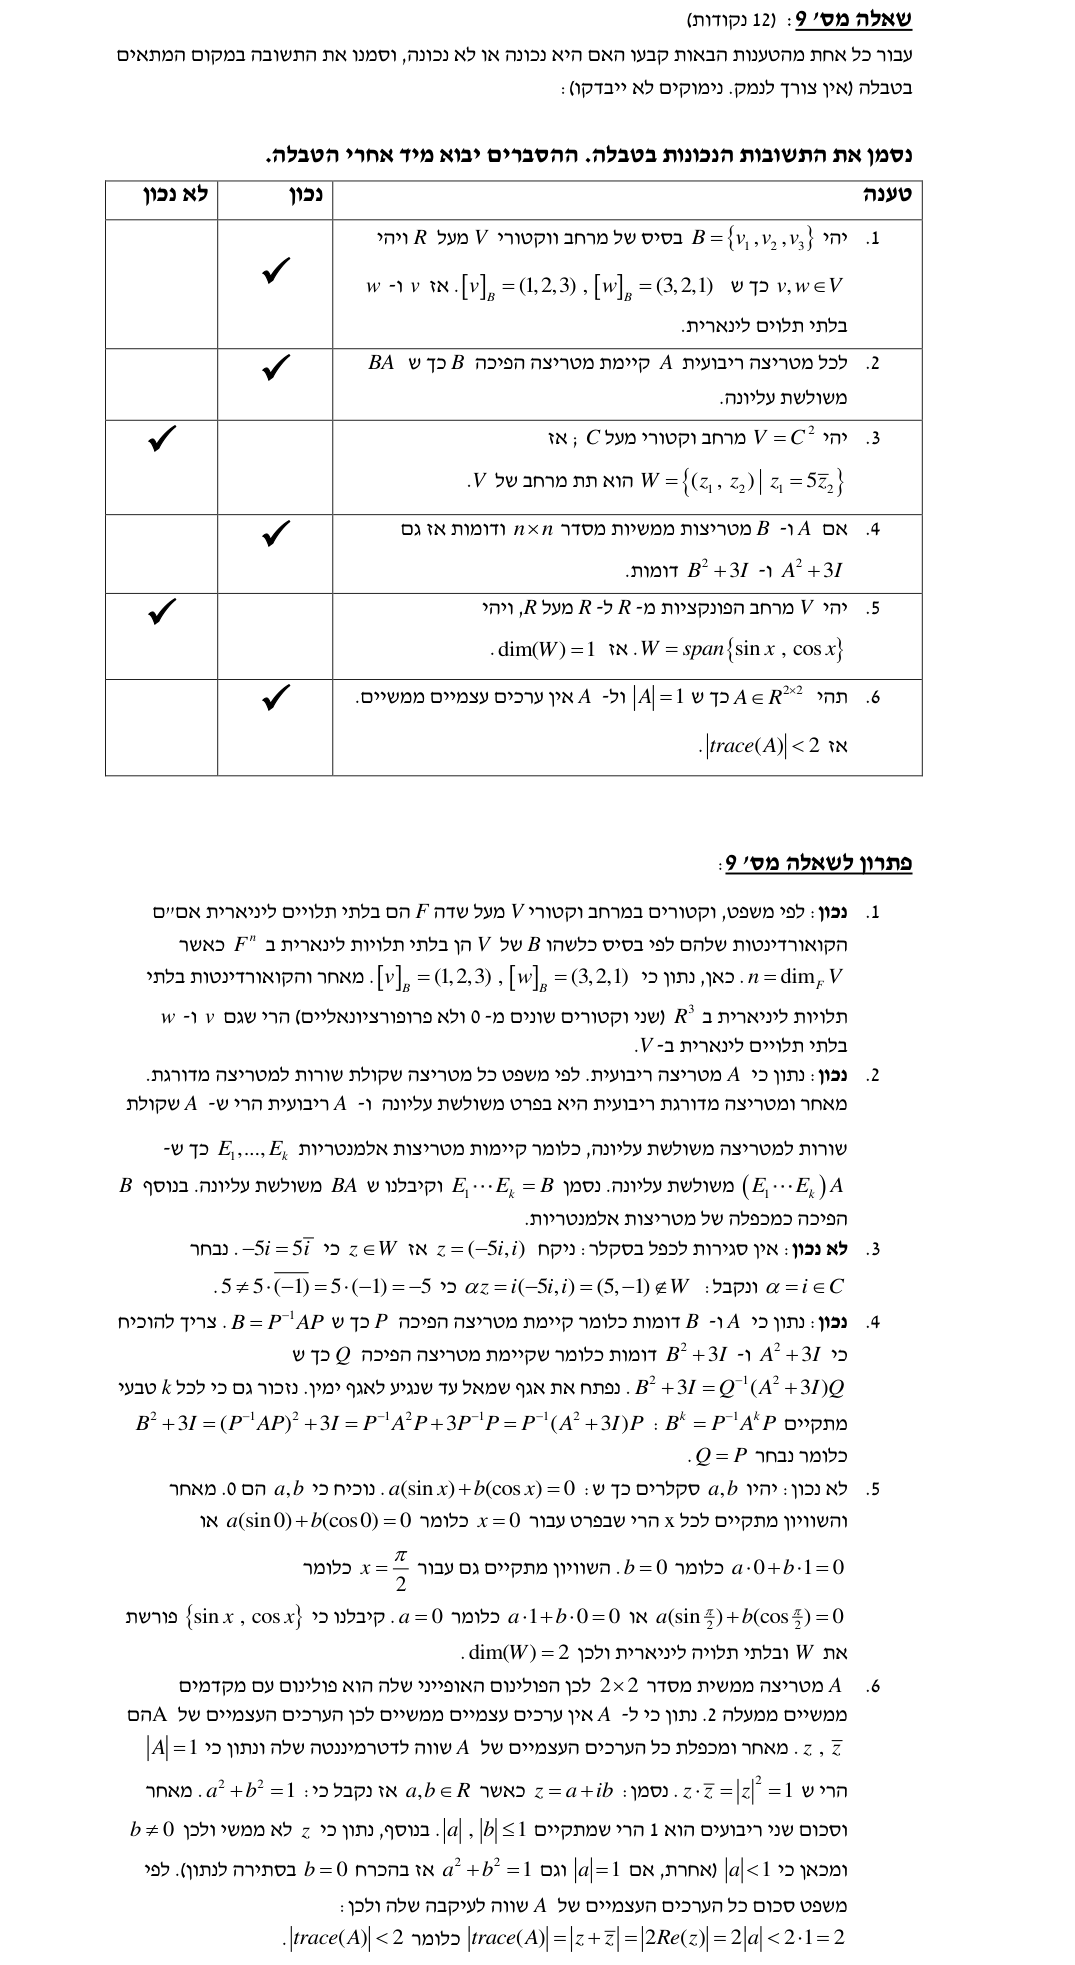 שאלה מס' 9: (12 נקודות)
עבור כל אחת מהטענות הבאות קבעו האם היא נכונה או לא נכונה, וסמנו את התשובה במקום המתאים
בטבלה (אין צורך לנמק. נימוקים לא ייבדקו):
נסמן את התשובות הנכונות בטבלה. ההסברים יבוא מיד אחרי הטבלה.
טענה נכון לא נכון
1. יהי B = {v₁, v₂, v₃} בסיס של מרחב ווקטורי V מעל R ויהי
v, w ∈ V כך ש [v]_B = (1,2,3) , [w]_B = (3,2,1). אז v ו- w
בלתי תלוים לינארית.
✓
2. לכל מטריצה ריבועית A קיימת מטריצה הפיכה B כך ש BA
משולשת עליונה.
✓
3. יהי V = C² מרחב וקטורי מעל C ; אז
W = {(z₁, z₂) | z₁ = 5z̅₂} הוא תת מרחב של V.
✓
4. אם A ו- B מטריצות ממשיות מסדר n×n ודומות אז גם
A² + 3I ו- B² + 3I דומות.
✓
5. יהי V מרחב הפונקציות מ- R ל- R מעל R, ויהי
W = span{sin x , cos x}. אז dim(W) = 1.
✓
6. תהי A ∈ R^{2×2} כך ש |A| = 1 ול- A אין ערכים עצמיים ממשיים.
אז |trace(A)| < 2.
✓
פתרון לשאלה מס' 9:
1. נכון: לפי משפט, וקטורים במרחב וקטורי V מעל שדה F הם בלתי תלויים ליניארית אם"ם
הקואורדינטות שלהם לפי בסיס כלשהו B של V הן בלתי תלויות לינארית ב Fⁿ כאשר
n = dim_F V. כאן, נתון כי [v]_B = (1,2,3) , [w]_B = (3,2,1). מאחר והקואורדינטות בלתי
תלויות ליניארית ב R³ (שני וקטורים שונים מ- 0 ולא פרופורציונאליים) הרי שגם v ו- w
בלתי תלויים לינארית ב- V.
2. נכון: נתון כי A מטריצה ריבועית. לפי משפט כל מטריצה שקולת שורות למטריצה מדורגת.
מאחר ומטריצה מדורגת ריבועית היא בפרט משולשת עליונה ו- A ריבועית הרי ש- A שקולת
שורות למטריצה משולשת עליונה, כלומר קיימות מטריצות אלמנטריות E₁,...,E_k כך ש-
(E₁⋯E_k)A משולשת עליונה. נסמן E₁⋯E_k = B וקיבלנו ש BA משולשת עליונה. בנוסף B
הפיכה כמכפלה של מטריצות אלמנטריות.
3. לא נכון: אין סגירות לכפל בסקלר: ניקח z = (−5i, i) אז z ∈ W כי −5i = 5i̅. נבחר
α = i ∈ C ונקבל: αz = i(−5i, i) = (5, −1) ∉ W כי 5 ≠ 5·\overline{(−1)} = 5·(−1) = −5.
4. נכון: נתון כי A ו- B דומות כלומר קיימת מטריצה הפיכה P כך ש B = P⁻¹AP. צריך להוכיח
כי A² + 3I ו- B² + 3I דומות כלומר שקיימת מטריצה הפיכה Q כך ש
B² + 3I = Q⁻¹(A² + 3I)Q. נפתח את אגף שמאל עד שנגיע לאגף ימין. נזכור גם כי לכל k טבעי
מתקיים B^k = P⁻¹A^kP : B² + 3I = (P⁻¹AP)² + 3I = P⁻¹A²P + 3P⁻¹P = P⁻¹(A² + 3I)P
כלומר נבחר Q = P.
5. לא נכון: יהיו a,b סקלרים כך ש: a(sin x) + b(cos x) = 0. נוכיח כי a,b הם 0. מאחר
והשוויון מתקיים לכל x הרי שבפרט עבור x = 0 כלומר a(sin 0) + b(cos 0) = 0 או
a·0 + b·1 = 0 כלומר b = 0. השוויון מתקיים גם עבור x = π/2 כלומר
a(sin π/2) + b(cos π/2) = 0 או a·1 + b·0 = 0 כלומר a = 0. קיבלנו כי {sin x , cos x} פורשת
את W ובלתי תלויה ליניארית ולכן dim(W) = 2.
6. A מטריצה ממשית מסדר 2×2 לכן הפולינום האופייני שלה הוא פולינום עם מקדמים
ממשיים ממעלה 2. נתון כי ל- A אין ערכים עצמיים ממשיים לכן הערכים העצמיים של Aהם
z , z̅. מאחר ומכפלת כל הערכים העצמיים של A שווה לדטרמיננטה שלה ונתון כי |A| = 1
הרי ש z·z̅ = |z|² = 1. נסמן: z = a + ib כאשר a,b ∈ R אז נקבל כי: a² + b² = 1. מאחר
וסכום שני ריבועים הוא 1 הרי שמתקיים |a| , |b| ≤ 1. בנוסף, נתון כי z לא ממשי ולכן b ≠ 0
ומכאן כי |a| < 1 (אחרת, אם |a| = 1 וגם a² + b² = 1 אז בהכרח b = 0 בסתירה לנתון). לפי
משפט סכום כל הערכים העצמיים של A שווה לעיקבה שלה ולכן:
|trace(A)| = |z + z̅| = |2Re(z)| = 2|a| < 2·1 = 2 כלומר |trace(A)| < 2.